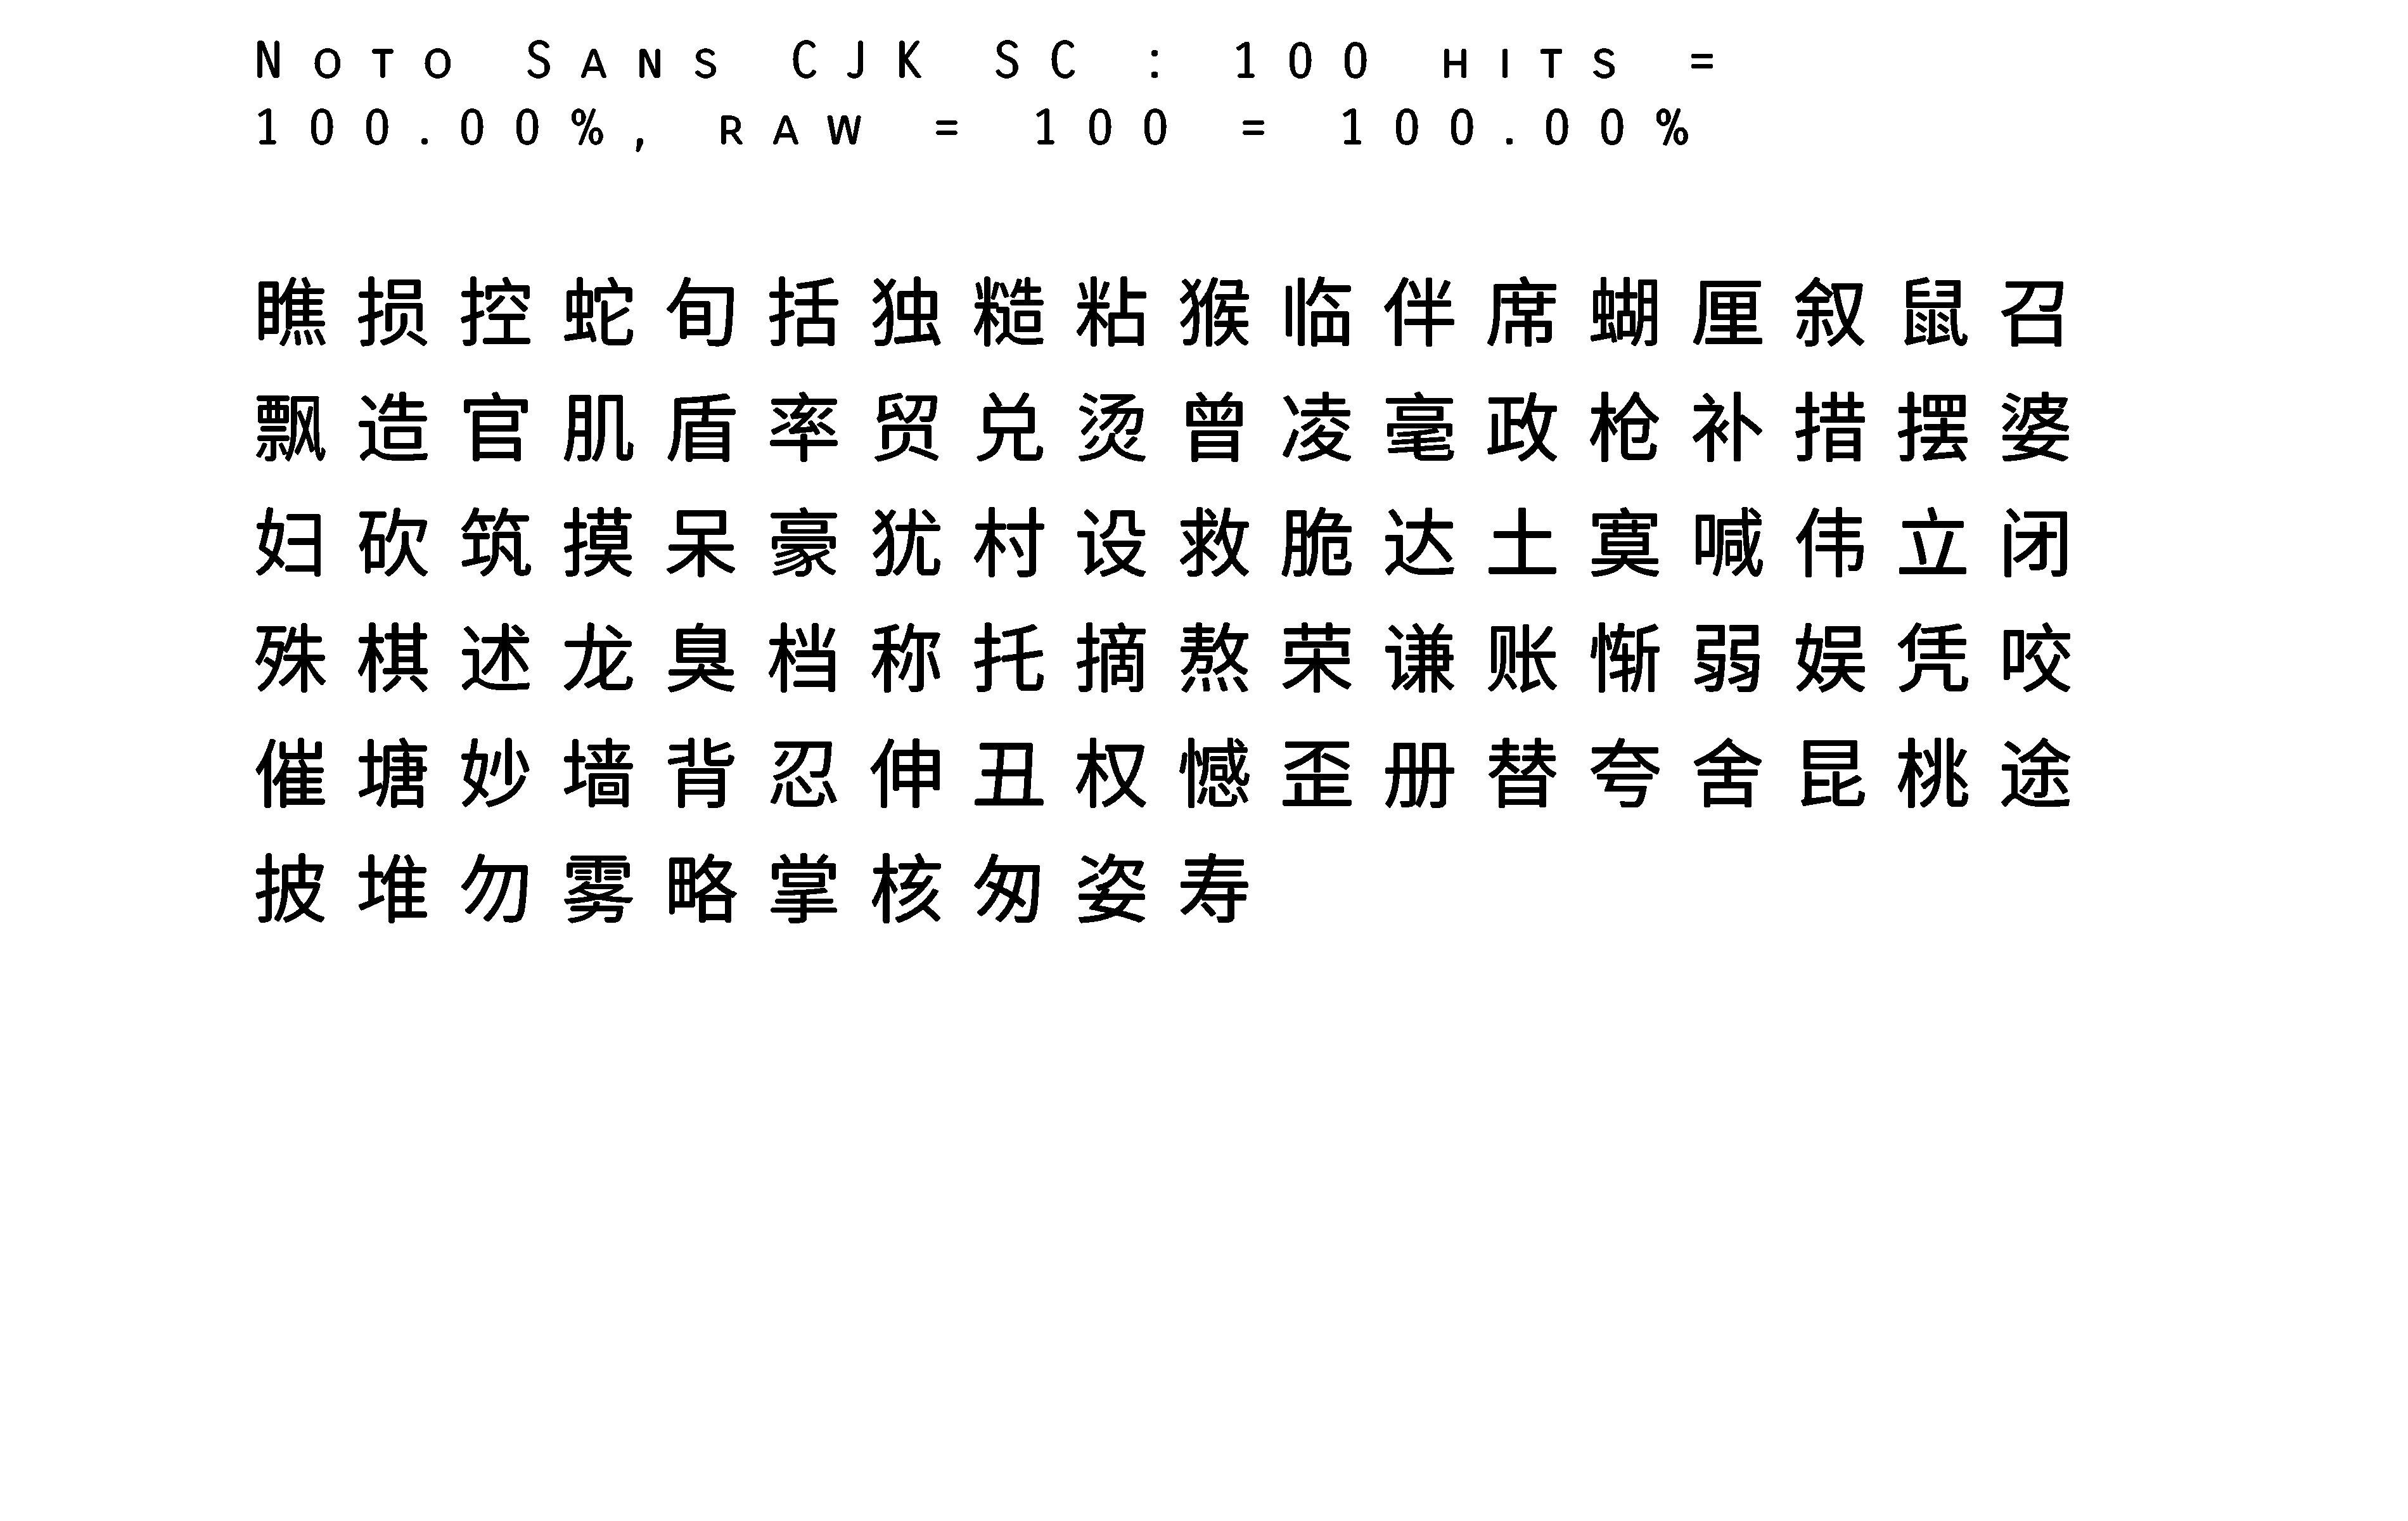 Noto Sans CJK SC : 100 hits =
100.00%, raw = 100 = 100.00%
瞧损控蛇旬括独糙粘猴临伴席蝴厘叙鼠召
飘造官肌盾率贸兑烫曾凌毫政枪补措摆婆
妇砍筑摸呆豪犹村设救脆达士寞喊伟立闭
殊棋述龙臭档称托摘熬荣谦账惭弱娱凭咬
催塘妙墙背忍伸丑权憾歪册替夸舍昆桃途
披堆勿雾略掌核匆姿寿